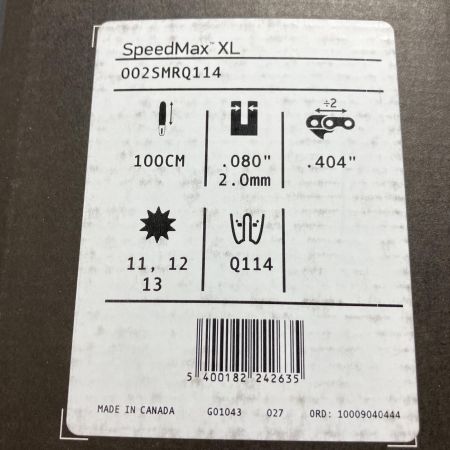 SpeedMax™ XL
002SMRQ114
÷2
100CM .080" .404"
2.0mm
11, 12 Q114
13
5 400182 242635
MADE IN CANADA G01043 027 ORD: 10009040444